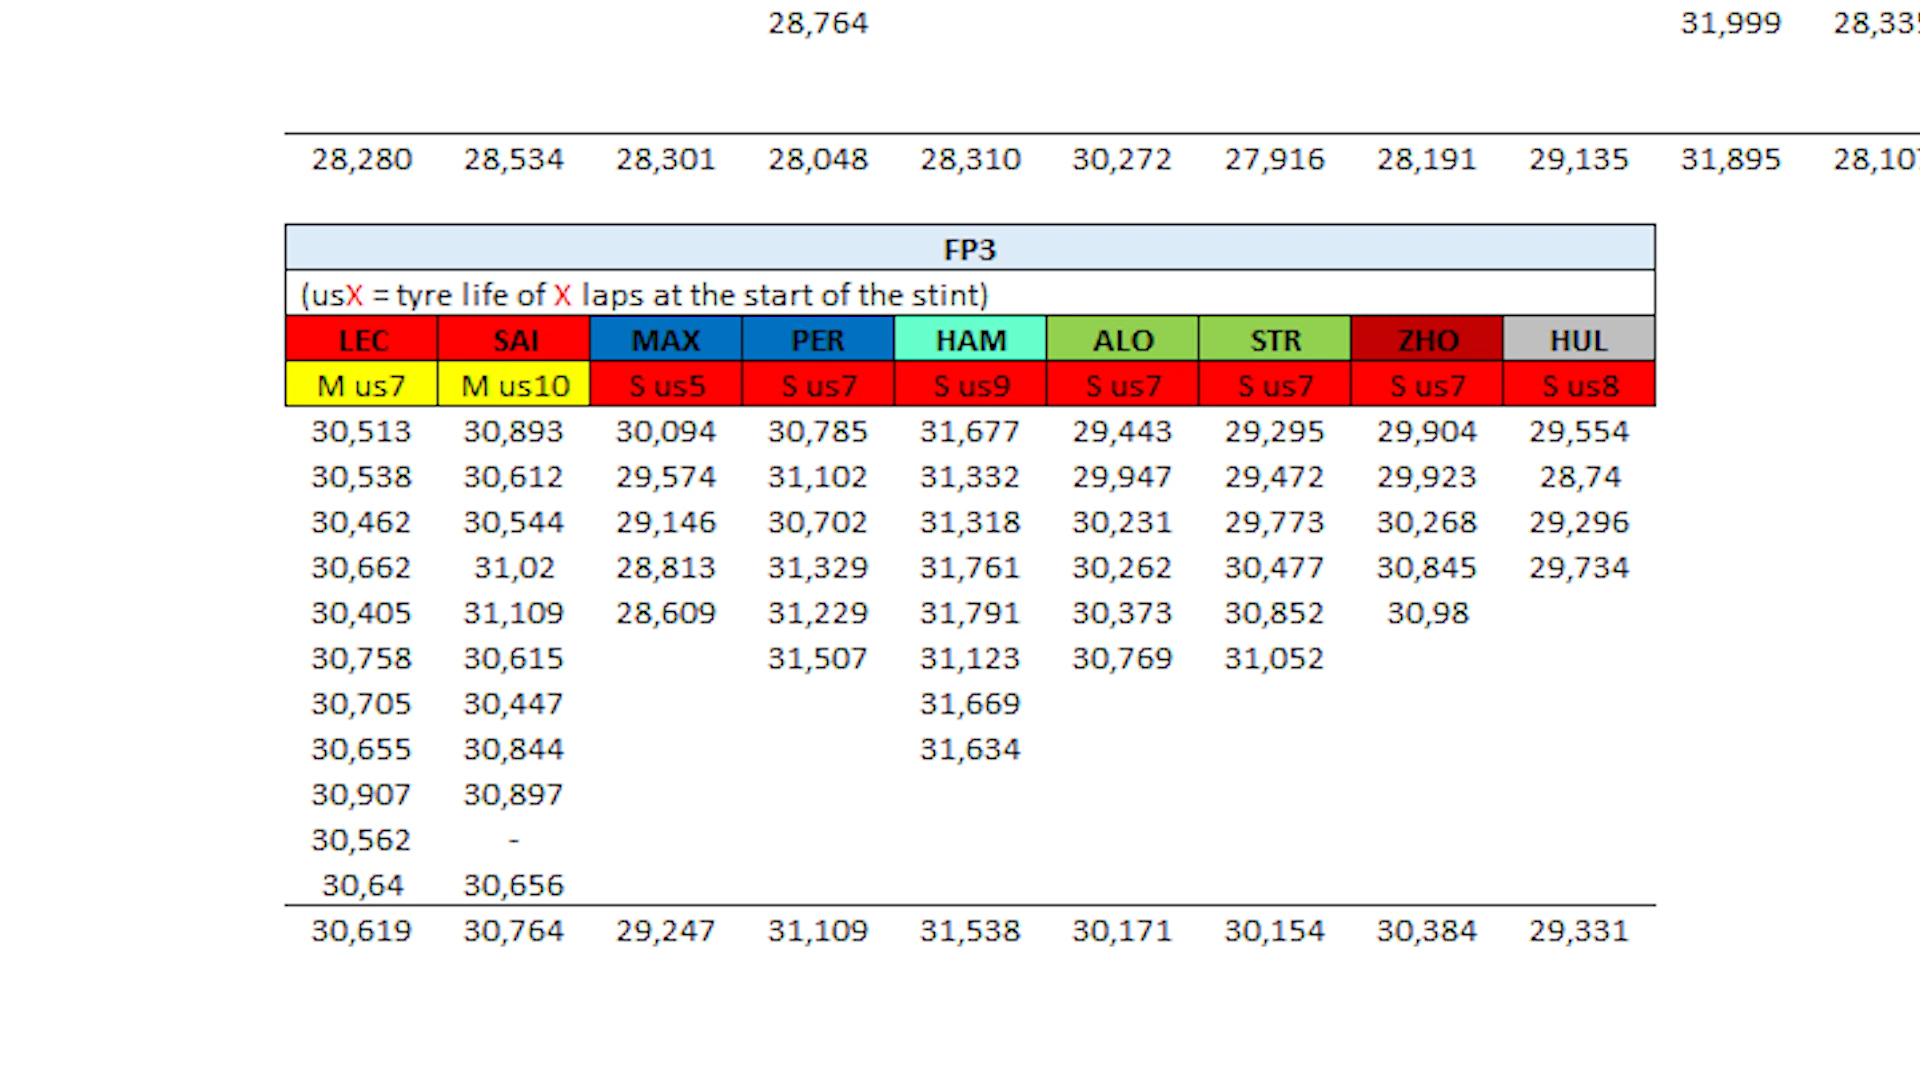 28,764 31,999 28,335
28,280 28,534 28,301 28,048 28,310 30,272 27,916 28,191 29,135 31,895 28,107
FP3
(usX = tyre life of X laps at the start of the stint)
LEC SAI MAX PER HAM ALO STR ZHO HUL
M us7 M us10 S us5 S us7 S us9 S us7 S us7 S us7 S us8
30,513 30,893 30,094 30,785 31,677 29,443 29,295 29,904 29,554
30,538 30,612 29,574 31,102 31,332 29,947 29,472 29,923 28,74
30,462 30,544 29,146 30,702 31,318 30,231 29,773 30,268 29,296
30,662 31,02 28,813 31,329 31,761 30,262 30,477 30,845 29,734
30,405 31,109 28,609 31,229 31,791 30,373 30,852 30,98
30,758 30,615 31,507 31,123 30,769 31,052
30,705 30,447 31,669
30,655 30,844 31,634
30,907 30,897
30,562 -
30,64 30,656
30,619 30,764 29,247 31,109 31,538 30,171 30,154 30,384 29,331